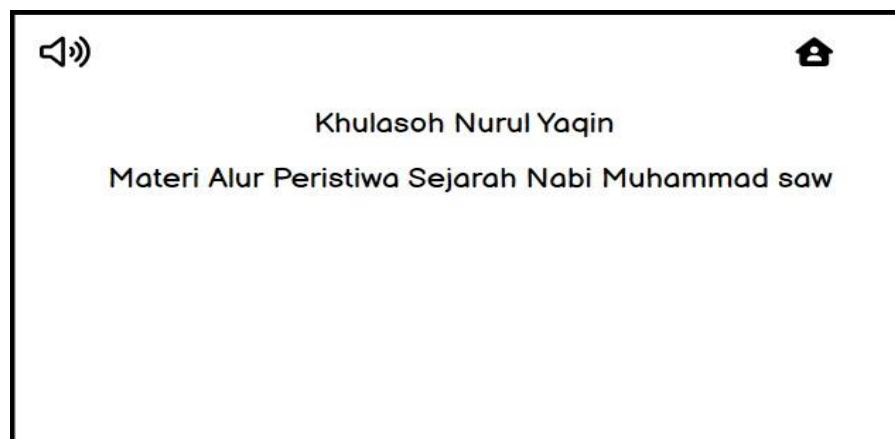 Khulasoh Nurul Yaqin
Materi Alur Peristiwa Sejarah Nabi Muhammad saw